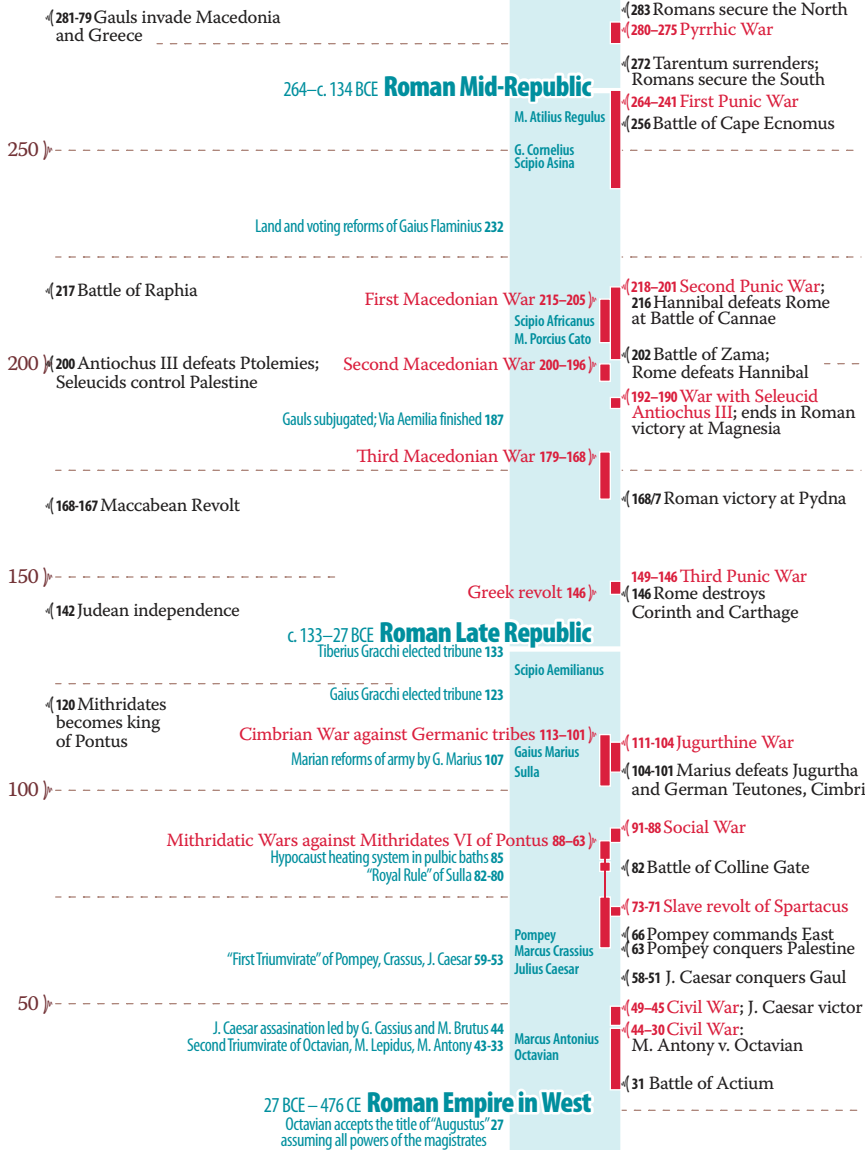 281-79 Gauls invade Macedonia
and Greece
283 Romans secure the North
280–275 Pyrrhic War
272 Tarentum surrenders;
Romans secure the South
264–c. 134 BCE Roman Mid-Republic
264–241 First Punic War
M. Atilius Regulus
256 Battle of Cape Ecnomus
250
G. Cornelius
Scipio Asina
Land and voting reforms of Gaius Flaminius 232
217 Battle of Raphia
First Macedonian War 215–205
218–201 Second Punic War;
216 Hannibal defeats Rome
at Battle of Cannae
Scipio Africanus
M. Porcius Cato
200
200 Antiochus III defeats Ptolemies;
Seleucids control Palestine
Second Macedonian War 200–196
202 Battle of Zama;
Rome defeats Hannibal
192–190 War with Seleucid
Antiochus III; ends in Roman
victory at Magnesia
Gauls subjugated; Via Aemilia finished 187
Third Macedonian War 179–168
168-167 Maccabean Revolt
168/7 Roman victory at Pydna
150
149–146 Third Punic War
Greek revolt 146
146 Rome destroys
Corinth and Carthage
142 Judean independence
c. 133–27 BCE Roman Late Republic
Tiberius Gracchi elected tribune 133
Scipio Aemilianus
Gaius Gracchi elected tribune 123
120 Mithridates
becomes king
of Pontus
Cimbrian War against Germanic tribes 113–101
111-104 Jugurthine War
Marian reforms of army by G. Marius 107
Gaius Marius
Sulla
104-101 Marius defeats Jugurtha
and German Teutones, Cimbri
100
91-88 Social War
Mithridatic Wars against Mithridates VI of Pontus 88–63
Hypocaust heating system in pulbic baths 85
"Royal Rule" of Sulla 82-80
82 Battle of Colline Gate
73-71 Slave revolt of Spartacus
66 Pompey commands East
63 Pompey conquers Palestine
Pompey
Marcus Crassius
Julius Caesar
"First Triumvirate" of Pompey, Crassus, J. Caesar 59-53
58-51 J. Caesar conquers Gaul
50
49–45 Civil War; J. Caesar victor
J. Caesar assasination led by G. Cassius and M. Brutus 44
Second Triumvirate of Octavian, M. Lepidus, M. Antony 43-33
Marcus Antonius
Octavian
44–30 Civil War:
M. Antony v. Octavian
31 Battle of Actium
27 BCE – 476 CE Roman Empire in West
Octavian accepts the title of "Augustus" 27
assuming all powers of the magistrates